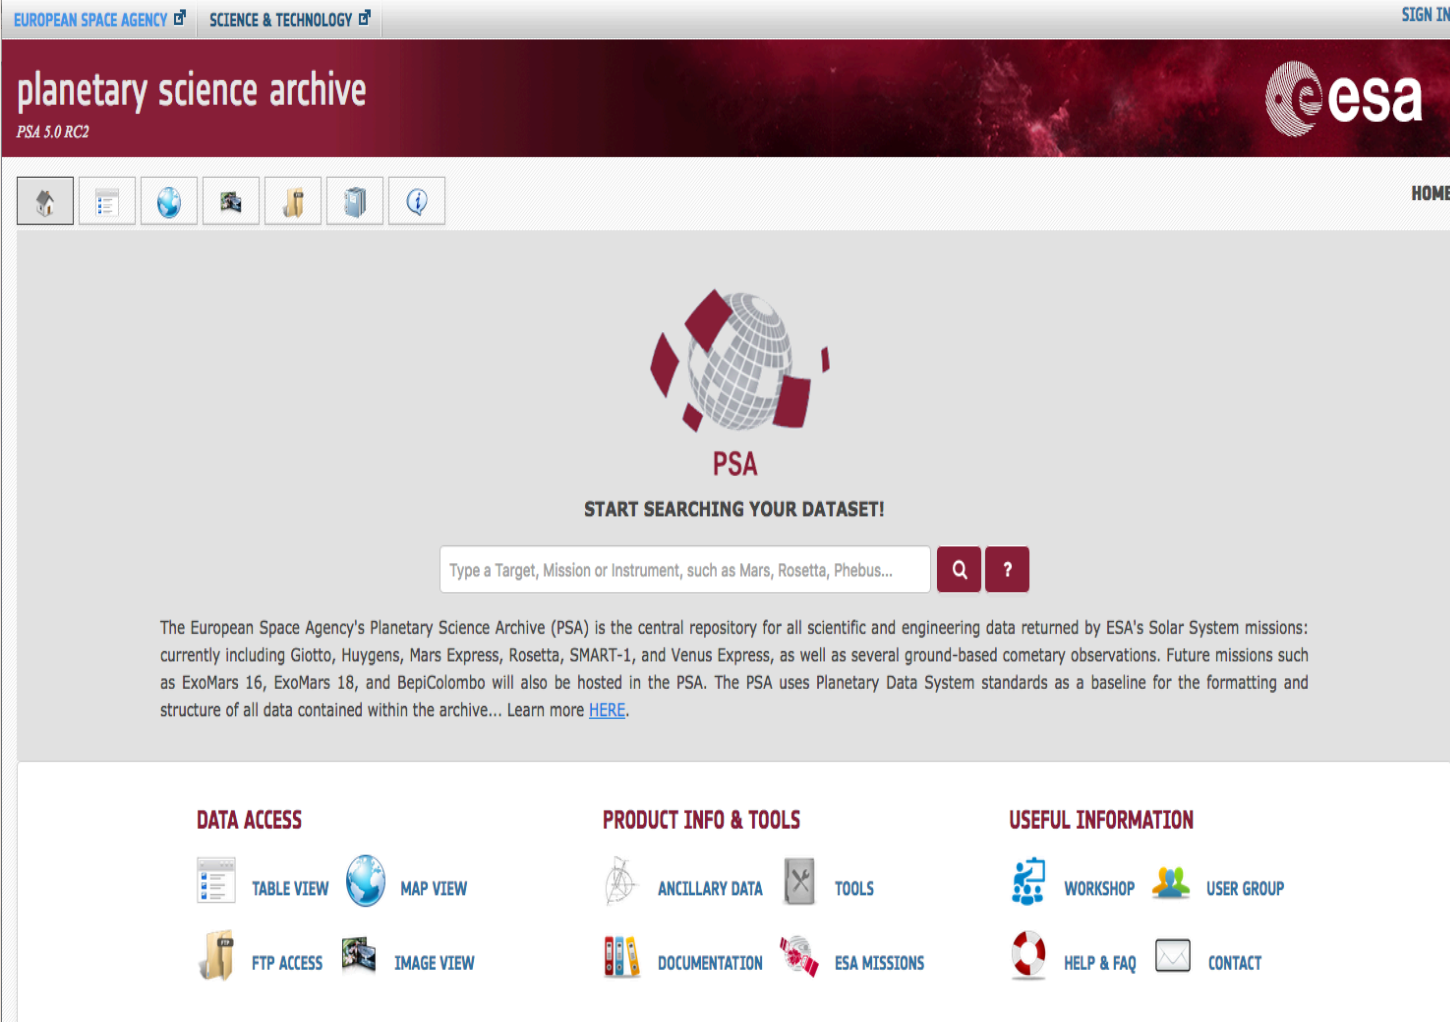 EUROPEAN SPACE AGENCY SCIENCE & TECHNOLOGY SIGN IN
planetary science archive
PSA 5.0 RC2
esa
HOME
PSA
START SEARCHING YOUR DATASET!
Type a Target, Mission or Instrument, such as Mars, Rosetta, Phebus... ?
The European Space Agency's Planetary Science Archive (PSA) is the central repository for all scientific and engineering data returned by ESA's Solar System missions:
currently including Giotto, Huygens, Mars Express, Rosetta, SMART-1, and Venus Express, as well as several ground-based cometary observations. Future missions such
as ExoMars 16, ExoMars 18, and BepiColombo will also be hosted in the PSA. The PSA uses Planetary Data System standards as a baseline for the formatting and
structure of all data contained within the archive... Learn more HERE.
DATA ACCESS
TABLE VIEW MAP VIEW
FTP FTP ACCESS IMAGE VIEW
PRODUCT INFO & TOOLS
ANCILLARY DATA TOOLS
DOCUMENTATION ESA MISSIONS
USEFUL INFORMATION
WORKSHOP USER GROUP
HELP & FAQ CONTACT